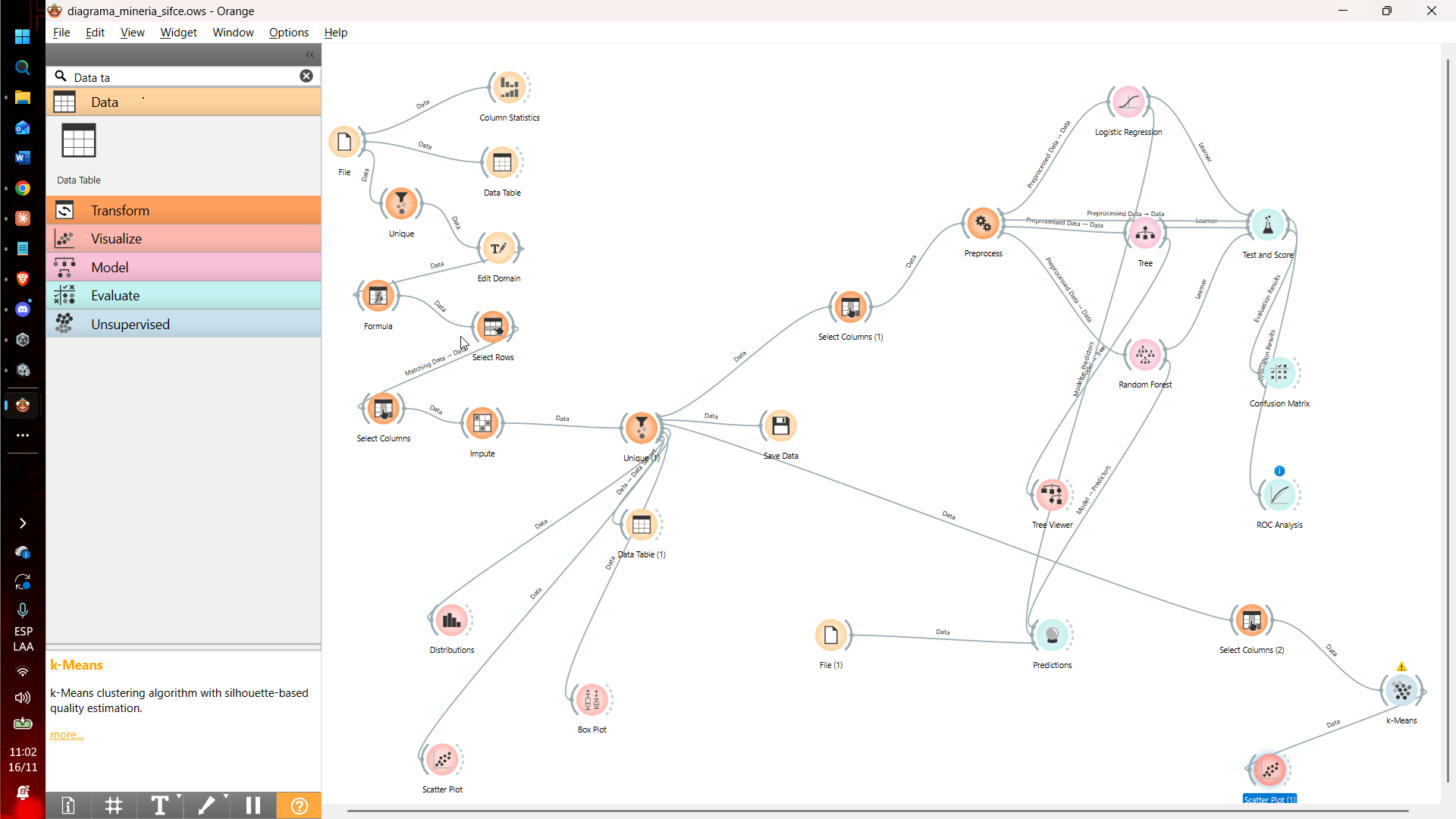 diagrama_mineria_sifce.ows - Orange
File Edit View Widget Window Options Help
Data ta
Data
Data Table
Transform
Visualize
Model
Evaluate
Unsupervised
k-Means
k-Means clustering algorithm with silhouette-based
quality estimation.
more...
ESP
LAA
11:02
16/11
Column Statistics
Data
File
Data
Data Table
Data
Unique
Data
Edit Domain
Data
Formula
Data
Select Rows
Matching Data → Data
Select Columns
Data
Impute
Data
Unique (1)
Data
Save Data
Data
Select Columns (1)
Data
Preprocess
Preprocessed Data → Data
Logistic Regression
Learner
Preprocessed Data → Data
Preprocessed Data → Data
Learner
Tree
Test and Score
Preprocessed Data → Data
Learner
Random Forest
Evaluation Results
Evaluation Results
Confusion Matrix
ROC Analysis
Tree Viewer
Model → Predictors
Data
Data Table (1)
Data
Data
Data
Distributions
Box Plot
Scatter Plot
File (1)
Data
Predictions
Select Columns (2)
Data
k-Means
Data
Scatter Plot (1)